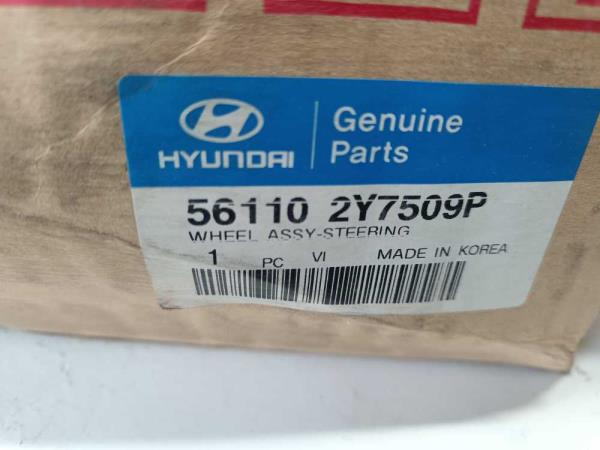 HYUNDAI
Genuine
Parts
56110 2Y7509P
WHEEL ASSY-STEERING
1 PC VI MADE IN KOREA